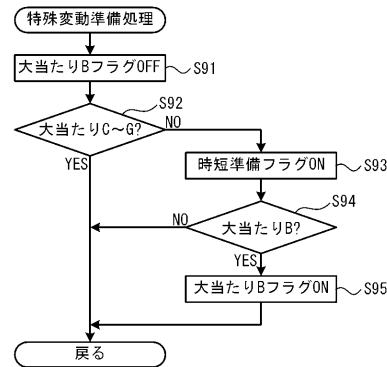 特殊変動準備処理
大当たりBフラグOFF
S91
S92
大当たりC～G?
NO
YES
時短準備フラグON
S93
S94
NO
大当たりB?
YES
大当たりBフラグON
S95
戻る